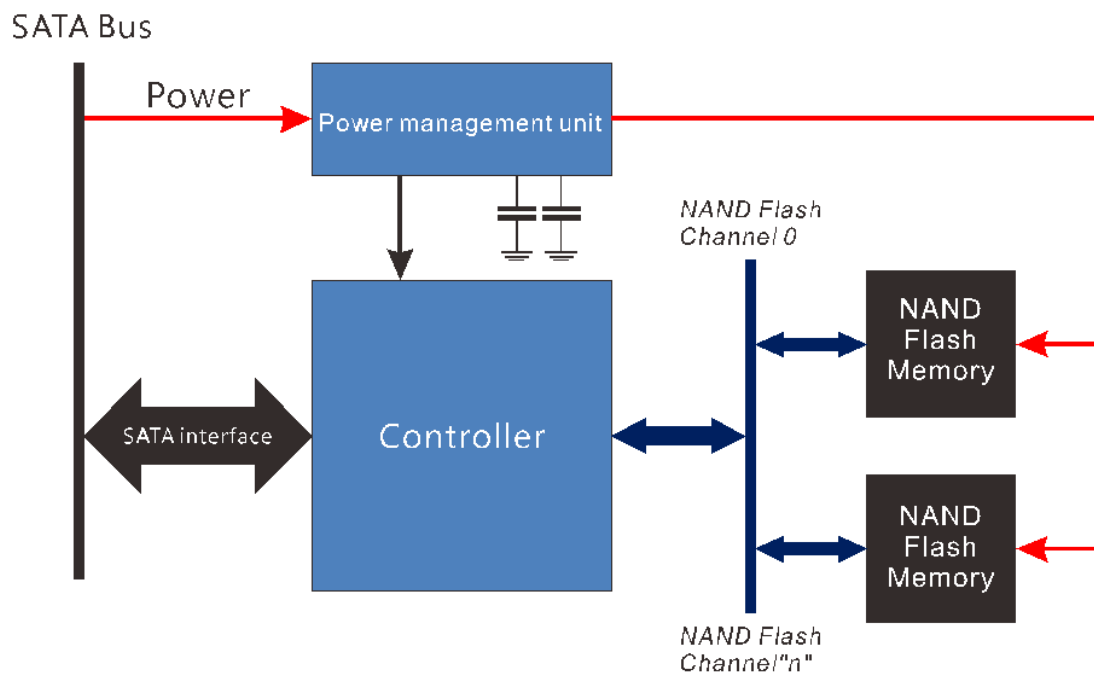 SATA Bus
Power
Power management unit
NAND Flash
Channel 0
NAND
Flash
Memory
SATA interface
Controller
NAND
Flash
Memory
NAND Flash
Channel"n"